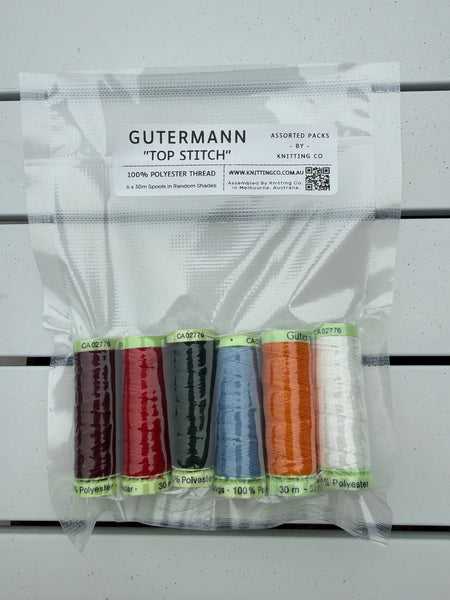 GUTERMANN
"TOP STITCH"
100% POLYESTER THREAD
6 x 30m Spools in Random Shades
ASSORTED PACKS
- BY -
KNITTING CO
#WWW.KNITTINGCO.COM.AU
Assembled By Knitting Co.
in Melbourne, Australia.
CA02776
CA02776
CA02776
CA02776
% Polyester
30
% Polyester
100% P
30 m
% Polyester